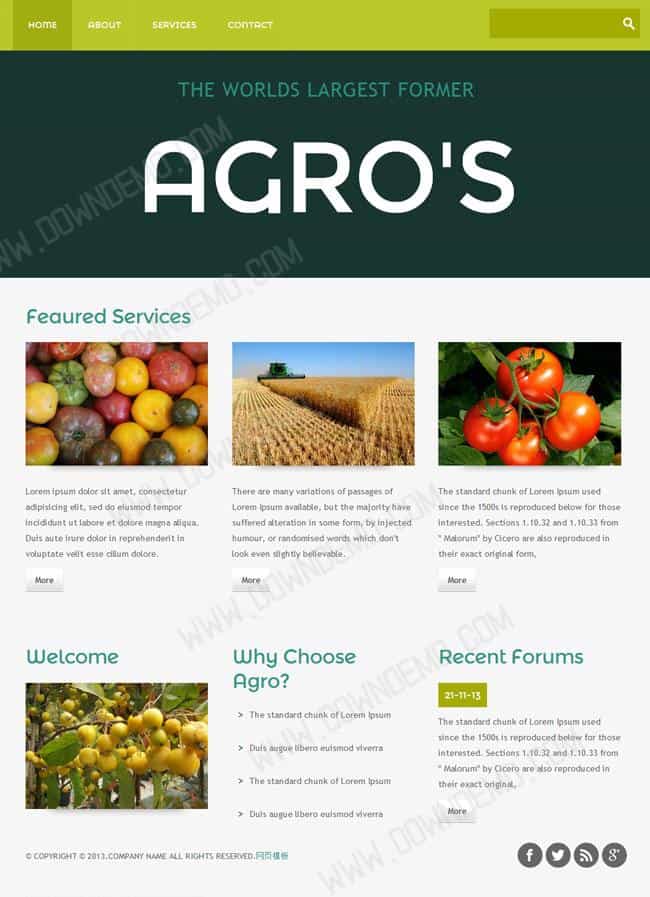 HOME ABOUT SERVICES CONTACT
THE WORLDS LARGEST FORMER
AGRO'S
Feaured Services
Lorem ipsum dolor sit amet, consectetur
adipisicing elit, sed do eiusmod tempor
incididunt ut labore et dolore magna aliqua.
Duis aute irure dolor in reprehenderit in
voluptate velit esse cillum dolore.
More
There are many variations of passages of
Lorem Ipsum available, but the majority have
suffered alteration in some form, by injected
humour, or randomised words which don't
look even slightly believable.
More
The standard chunk of Lorem Ipsum used
since the 1500s is reproduced below for those
interested. Sections 1.10.32 and 1.10.33 from
" Malorum" by Cicero are also reproduced in
their exact original form,
More
Welcome
Why Choose
Agro?
> The standard chunk of Lorem Ipsum
> Duis augue libero euismod viverra
> The standard chunk of Lorem Ipsum
> Duis augue libero euismod viverra
Recent Forums
21-11-13
The standard chunk of Lorem Ipsum used
since the 1500s is reproduced below for those
interested. Sections 1.10.32 and 1.10.33 from
" Malorum" by Cicero are also reproduced in
their exact original form,
More
© COPYRIGHT © 2013.COMPANY NAME ALL RIGHTS RESERVED.网页模板
WWW.DOWNDEMO.COM
WWW.DOWNDEMO.COM
WWW.DOWNDEMO.COM
WWW.DOWNDEMO.COM
WWW.DOWNDEMO.COM